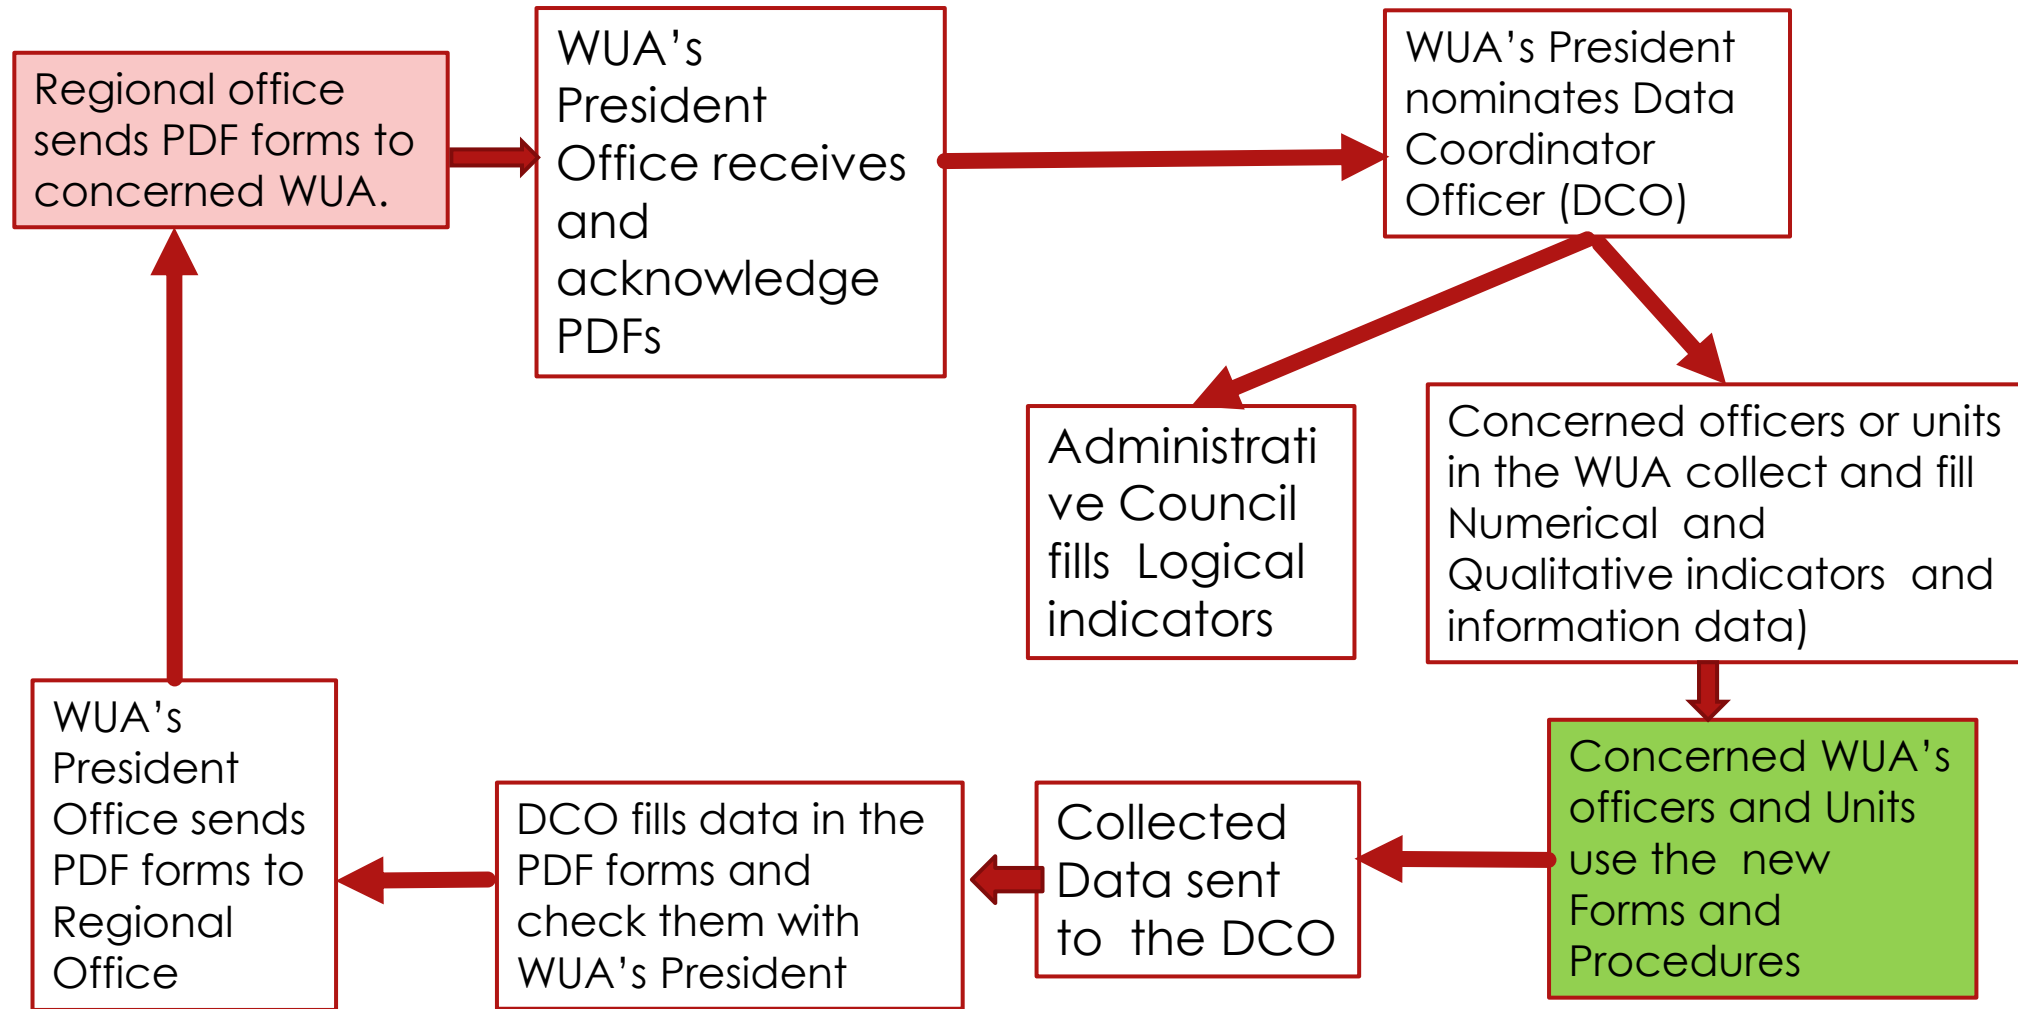 Regional office
sends PDF forms to
concerned WUA.
WUA’s
President
Office receives
and
acknowledge
PDFs
WUA’s President
nominates Data
Coordinator
Officer (DCO)
Administrati
ve Council
fills Logical
indicators
Concerned officers or units
in the WUA collect and fill
Numerical and
Qualitative indicators and
information data)
Concerned WUA’s
officers and Units
use the new
Forms and
Procedures
Collected
Data sent
to the DCO
DCO fills data in the
PDF forms and
check them with
WUA’s President
WUA’s
President
Office sends
PDF forms to
Regional
Office